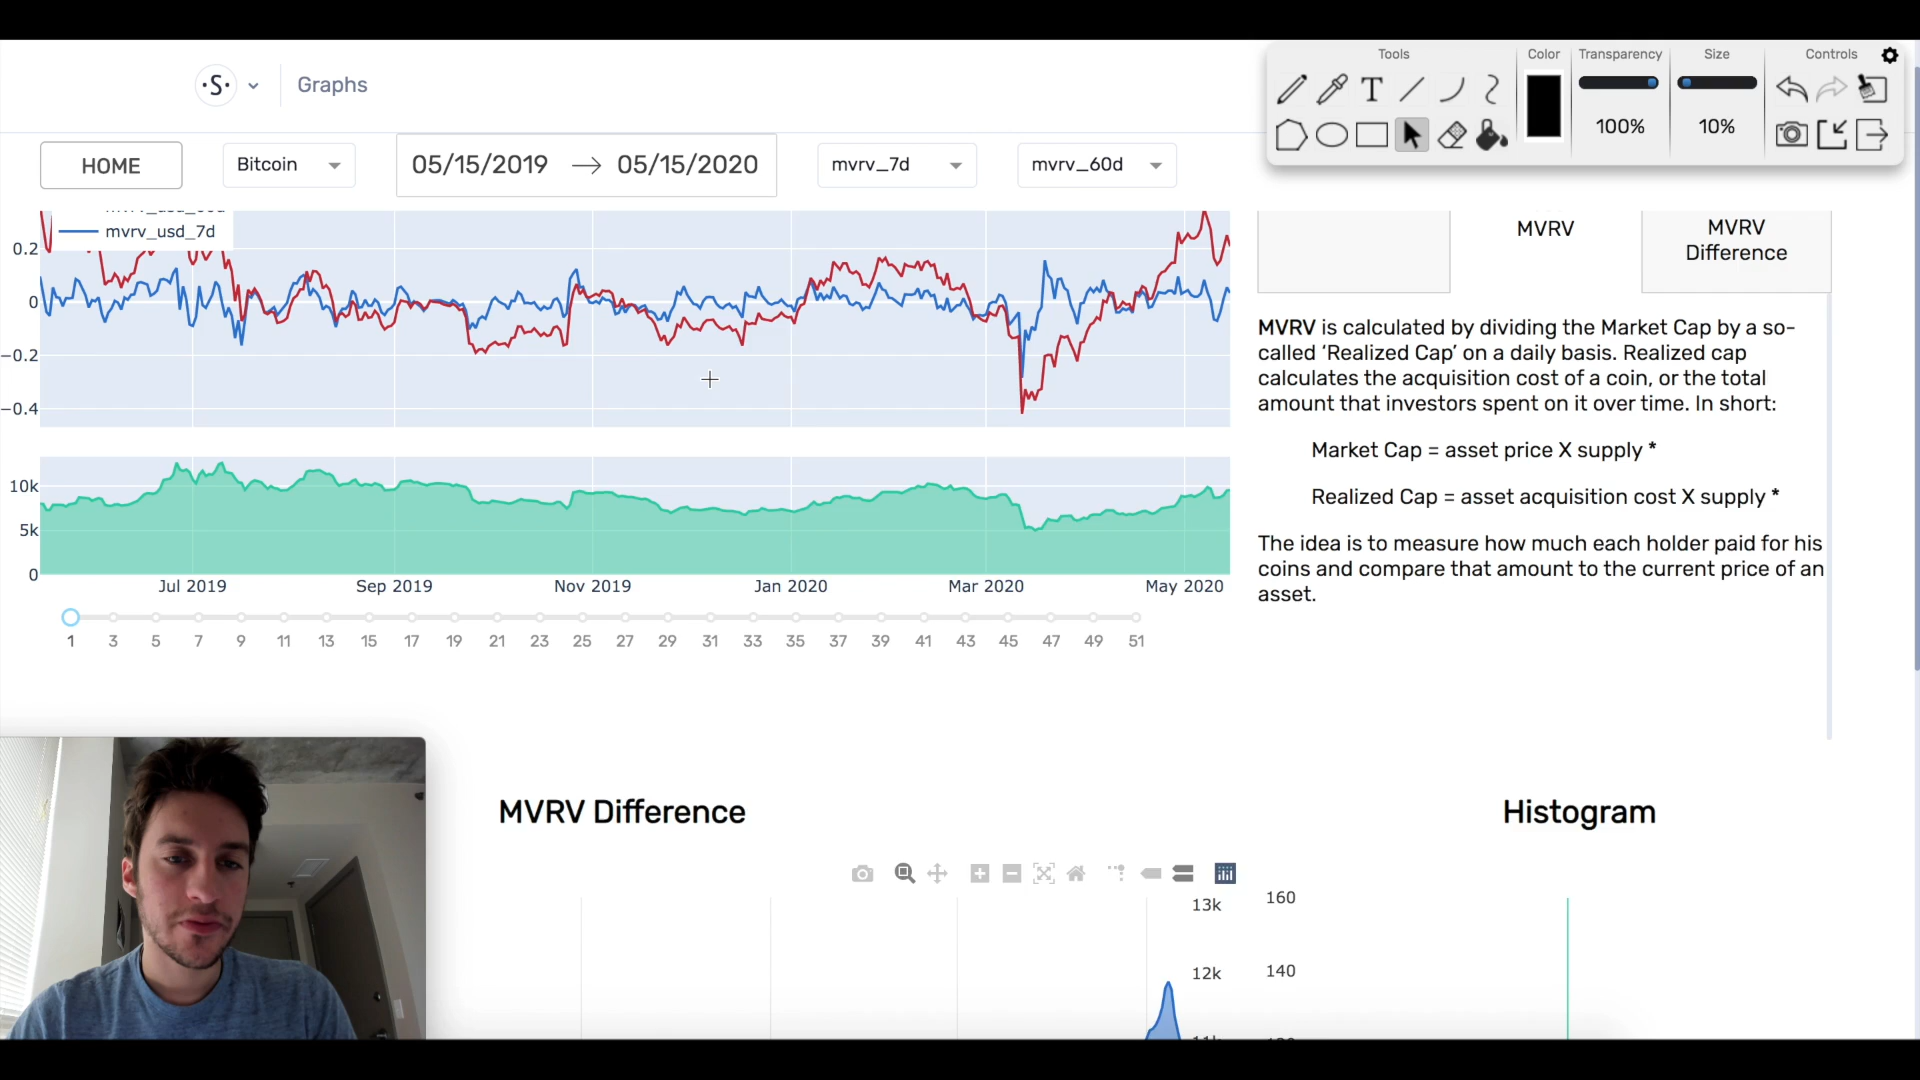 Tools
Color
Transparency
Size
Controls
·S·
Graphs
100%
10%
HOME
Bitcoin
05/15/2019 → 05/15/2020
mvrv_7d
mvrv_60d
mvrv_usd_7d
0.2
0
−0.2
−0.4
10k
5k
0
Jul 2019
Sep 2019
Nov 2019
Jan 2020
Mar 2020
May 2020
1 3 5 7 9 11 13 15 17 19 21 23 25 27 29 31 33 35 37 39 41 43 45 47 49 51
MVRV
MVRV
Difference
MVRV is calculated by dividing the Market Cap by a so-
called ‘Realized Cap’ on a daily basis. Realized cap
calculates the acquisition cost of a coin, or the total
amount that investors spent on it over time. In short:
Market Cap = asset price X supply *
Realized Cap = asset acquisition cost X supply *
The idea is to measure how much each holder paid for his
coins and compare that amount to the current price of an
asset.
MVRV Difference
13k
12k
Histogram
160
140